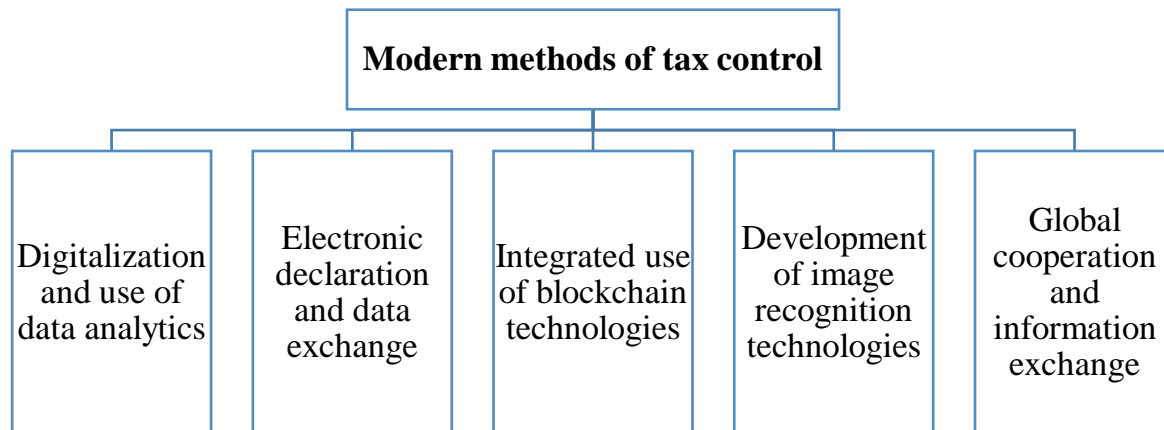 Modern methods of tax control
Digitalization
and use of
data analytics
Electronic
declaration
and data
exchange
Integrated use
of blockchain
technologies
Development
of image
recognition
technologies
Global
cooperation
and
information
exchange